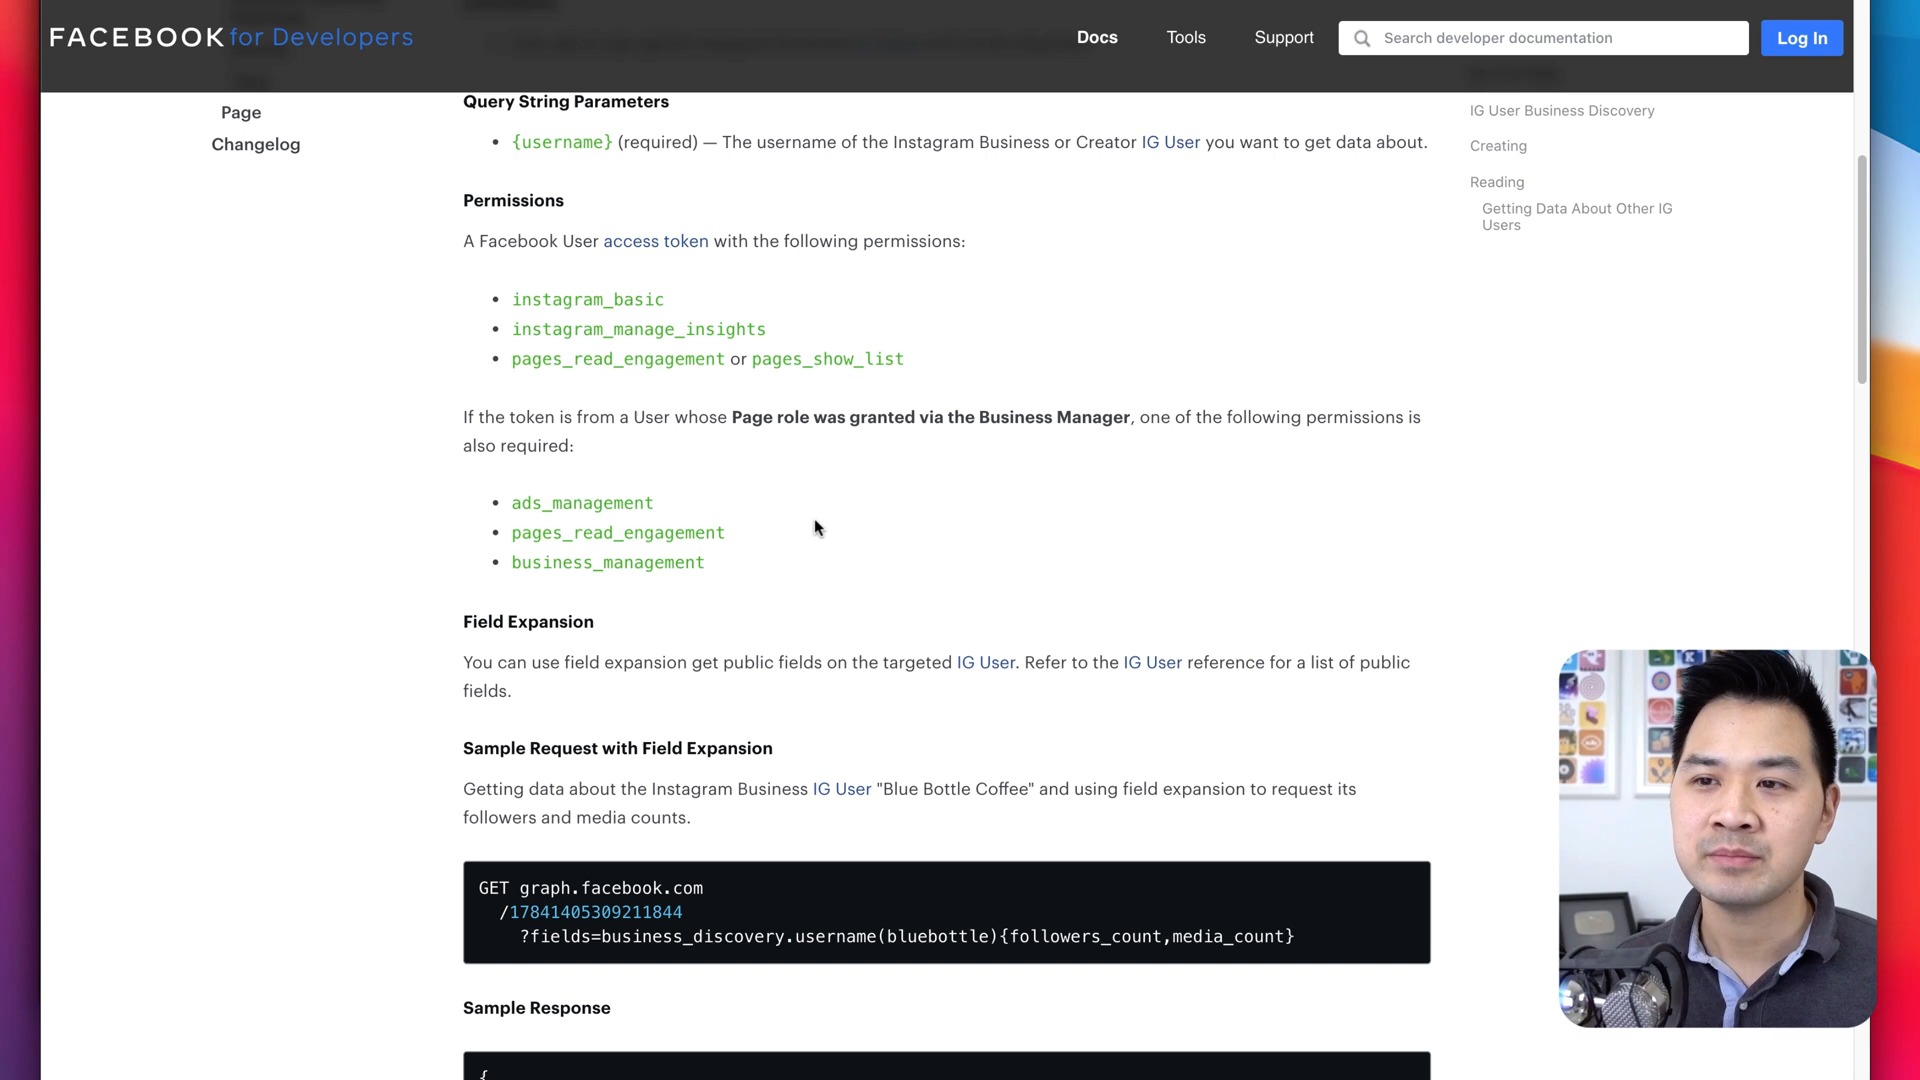 FACEBOOK for Developers
Docs
Tools
Support
Search developer documentation
Log In
Page
Changelog
Query String Parameters
• {username} (required) — The username of the Instagram Business or Creator IG User you want to get data about.
Permissions
A Facebook User access token with the following permissions:
• instagram_basic
• instagram_manage_insights
• pages_read_engagement or pages_show_list
If the token is from a User whose Page role was granted via the Business Manager, one of the following permissions is
also required:
• ads_management
• pages_read_engagement
• business_management
Field Expansion
You can use field expansion get public fields on the targeted IG User. Refer to the IG User reference for a list of public
fields.
Sample Request with Field Expansion
Getting data about the Instagram Business IG User "Blue Bottle Coffee" and using field expansion to request its
followers and media counts.
GET graph.facebook.com
/17841405309211844
?fields=business_discovery.username(bluebottle){followers_count,media_count}
Sample Response
{
IG User Business Discovery
Creating
Reading
Getting Data About Other IG
Users